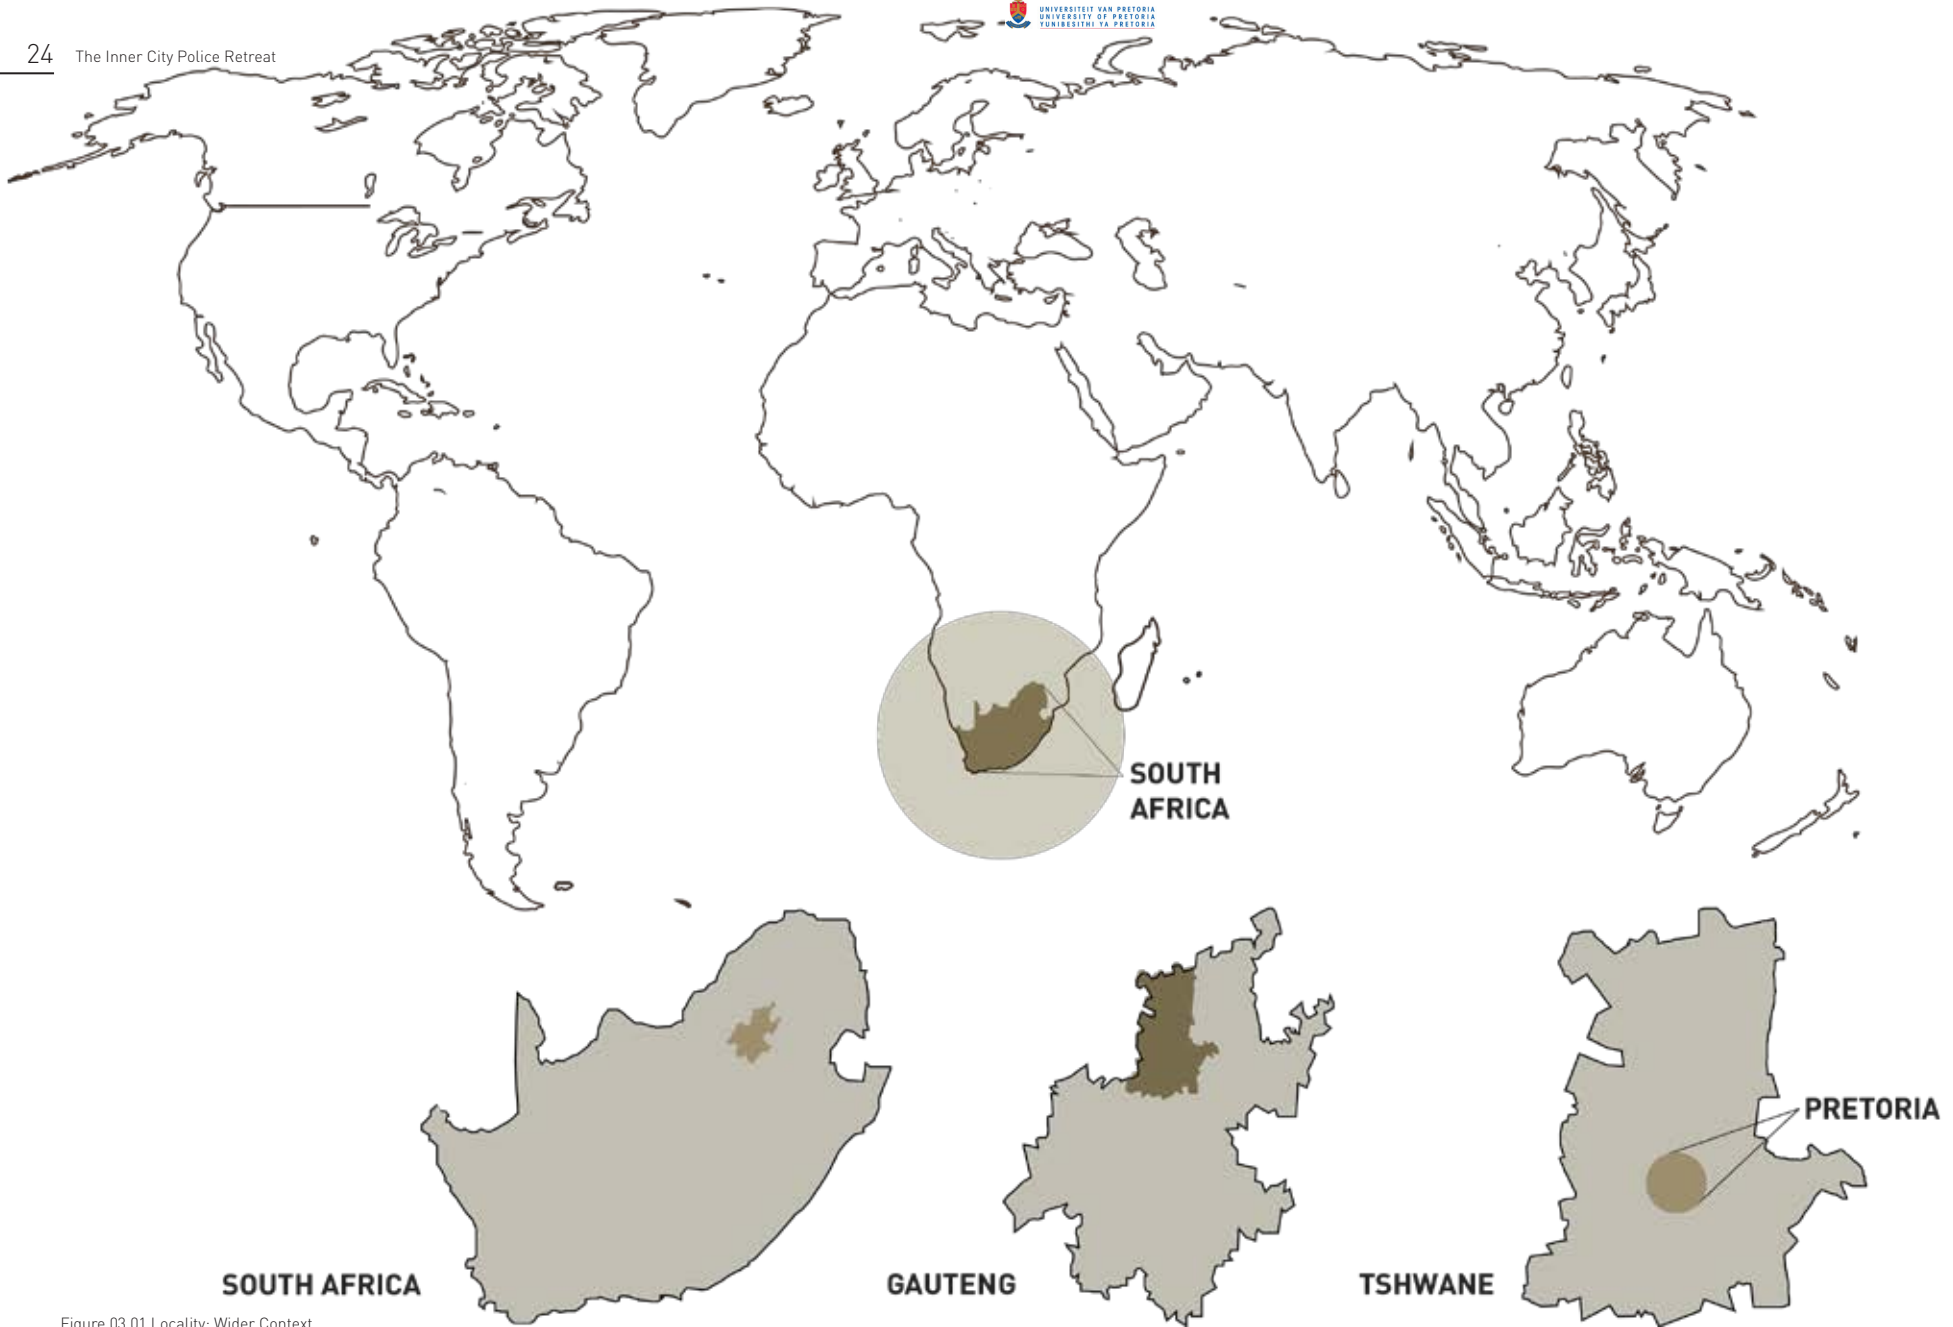 UNIVERSITEIT VAN PRETORIA
UNIVERSITY OF PRETORIA
YUNIBESITHI YA PRETORIA
24 The Inner City Police Retreat
SOUTH
AFRICA
PRETORIA
SOUTH AFRICA
GAUTENG
TSHWANE
Figure 03.01 Locality: Wider Context